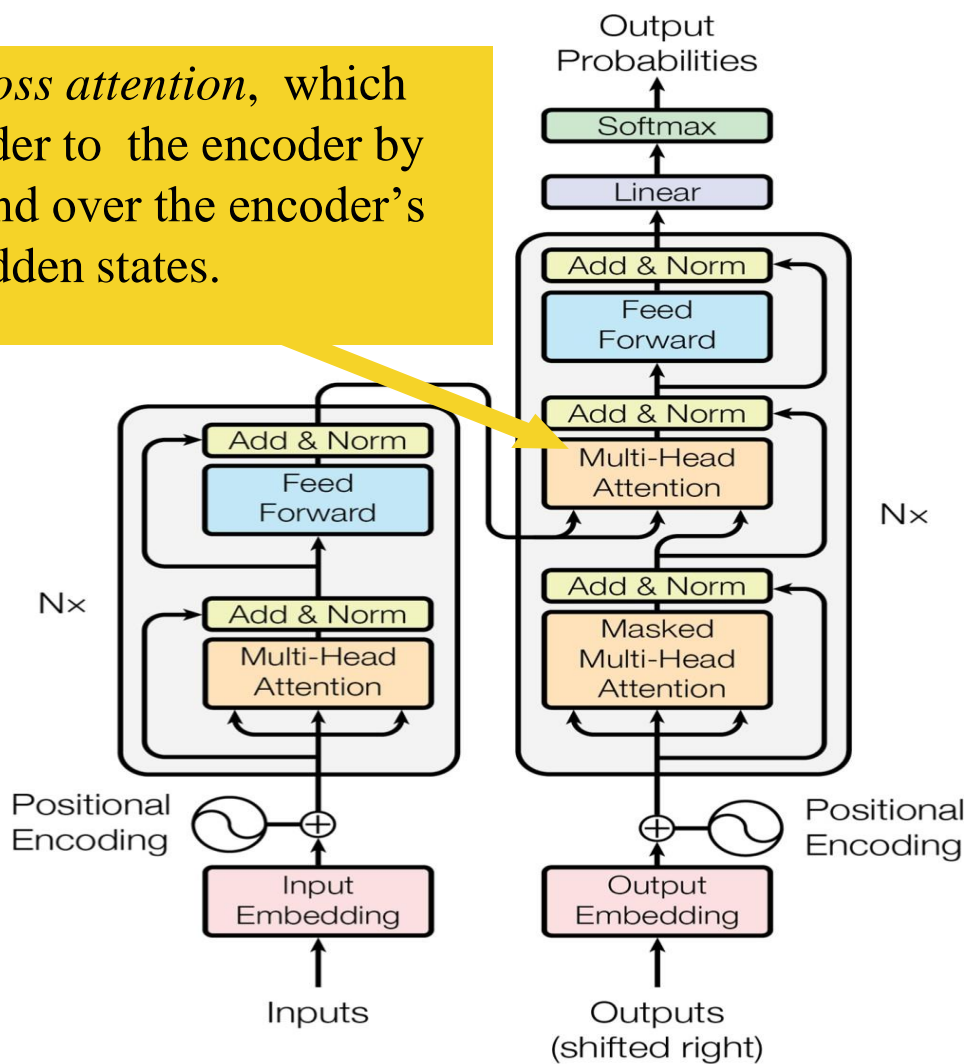 oss attention, which
der to the encoder by
nd over the encoder’s
dden states.
Output
Probabilities
Softmax
Linear
Add & Norm
Feed
Forward
Add & Norm
Multi-Head
Attention
Nx
Add & Norm
Masked
Multi-Head
Attention
Positional
Encoding
Output
Embedding
Outputs
(shifted right)
Add & Norm
Feed
Forward
Nx
Add & Norm
Multi-Head
Attention
Positional
Encoding
Input
Embedding
Inputs